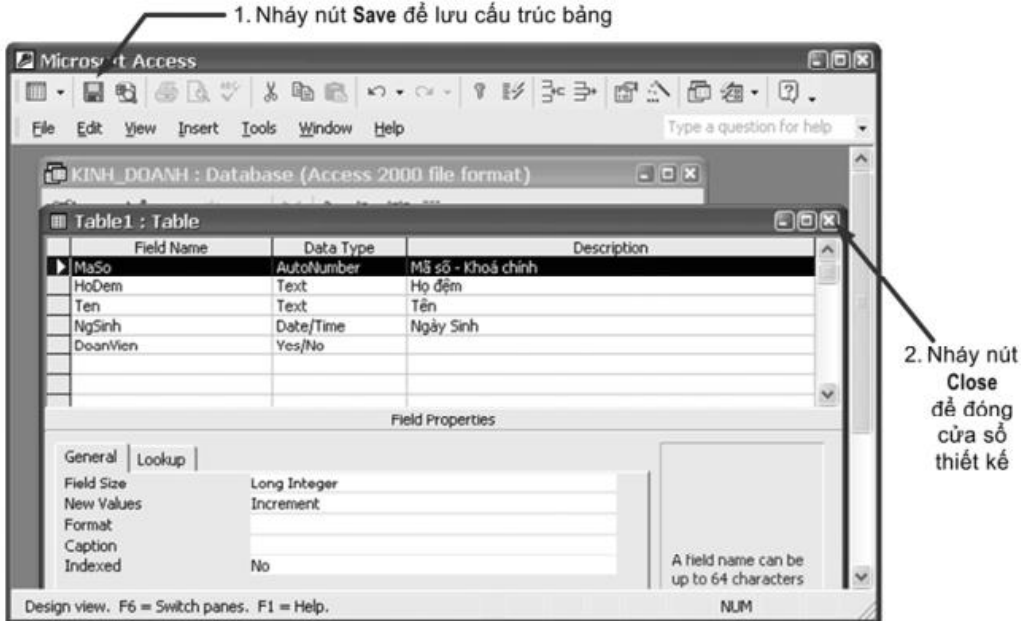 1. Nháy nút Save để lưu cấu trúc bảng
Microsoft Access
File Edit View Insert Tools Window Help
Type a question for help
KINH_DOANH : Database (Access 2000 file format)
Table1 : Table
Field Name Data Type Description
MaSo AutoNumber Mã số - Khoá chính
HoDem Text Họ đệm
Ten Text Tên
NgSinh Date/Time Ngày Sinh
DoanVien Yes/No
2. Nháy nút
Close
để đóng
cửa sổ
thiết kế
Field Properties
General Lookup
Field Size Long Integer
New Values Increment
Format
Caption
Indexed No
A field name can be
up to 64 characters
Design view. F6 = Switch panes. F1 = Help. NUM